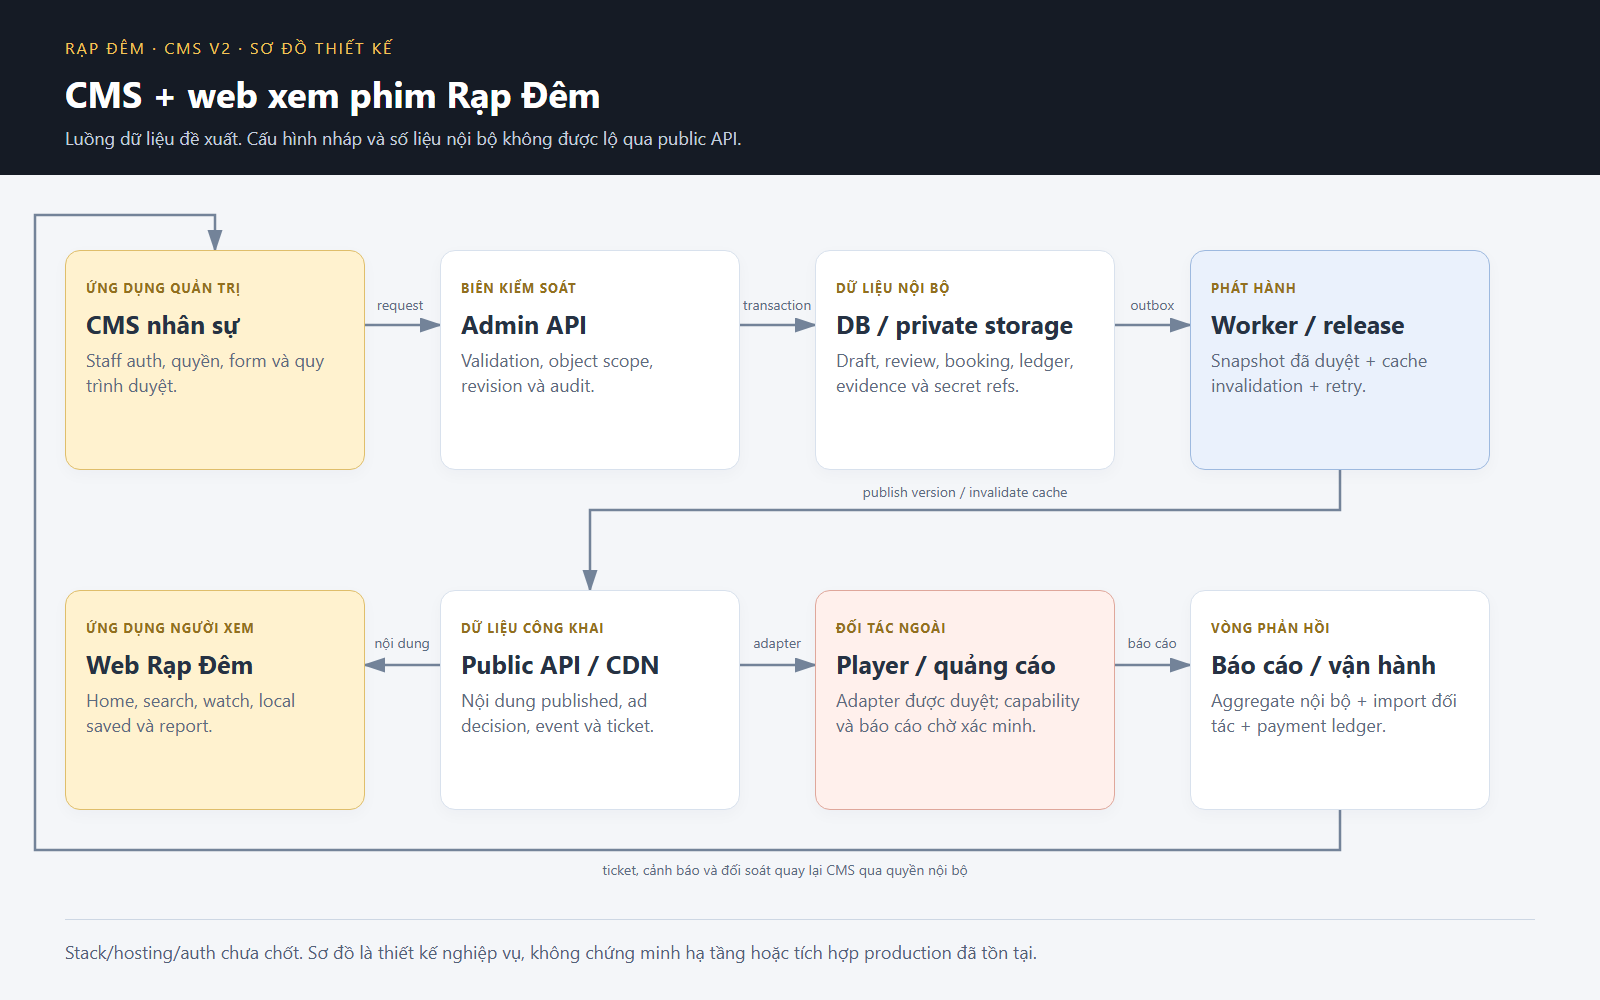 RẠP ĐÊM · CMS V2 · SƠ ĐỒ THIẾT KẾ
CMS + web xem phim Rạp Đêm
Luồng dữ liệu đề xuất. Cấu hình nháp và số liệu nội bộ không được lộ qua public API.
ỨNG DỤNG QUẢN TRỊ
CMS nhân sự
Staff auth, quyền, form và quy
trình duyệt.
request
BIÊN KIỂM SOÁT
Admin API
Validation, object scope,
revision và audit.
transaction
DỮ LIỆU NỘI BỘ
DB / private storage
Draft, review, booking, ledger,
evidence và secret refs.
outbox
PHÁT HÀNH
Worker / release
Snapshot đã duyệt + cache
invalidation + retry.
publish version / invalidate cache
ỨNG DỤNG NGƯỜI XEM
Web Rạp Đêm
Home, search, watch, local
saved và report.
nội dung
DỮ LIỆU CÔNG KHAI
Public API / CDN
Nội dung published, ad
decision, event và ticket.
adapter
ĐỐI TÁC NGOÀI
Player / quảng cáo
Adapter được duyệt; capability
và báo cáo chờ xác minh.
báo cáo
VÒNG PHẢN HỒI
Báo cáo / vận hành
Aggregate nội bộ + import đối
tác + payment ledger.
ticket, cảnh báo và đối soát quay lại CMS qua quyền nội bộ
Stack/hosting/auth chưa chốt. Sơ đồ là thiết kế nghiệp vụ, không chứng minh hạ tầng hoặc tích hợp production đã tồn tại.